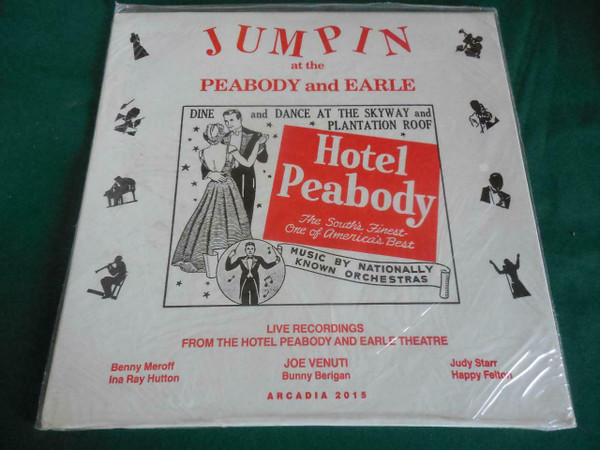 JUMPIN
at the
PEABODY and EARLE
DINE and DANCE AT THE SKYWAY and
PLANTATION ROOF
Hotel
Peabody
The South's Finest
One of America's Best
MUSIC BY NATIONALLY
KNOWN ORCHESTRAS
LIVE RECORDINGS
FROM THE HOTEL PEABODY AND EARLE THEATRE
Benny Meroff JOE VENUTI Judy Starr
Ina Ray Hutton Bunny Berigan Happy Felton
ARCADIA 2015